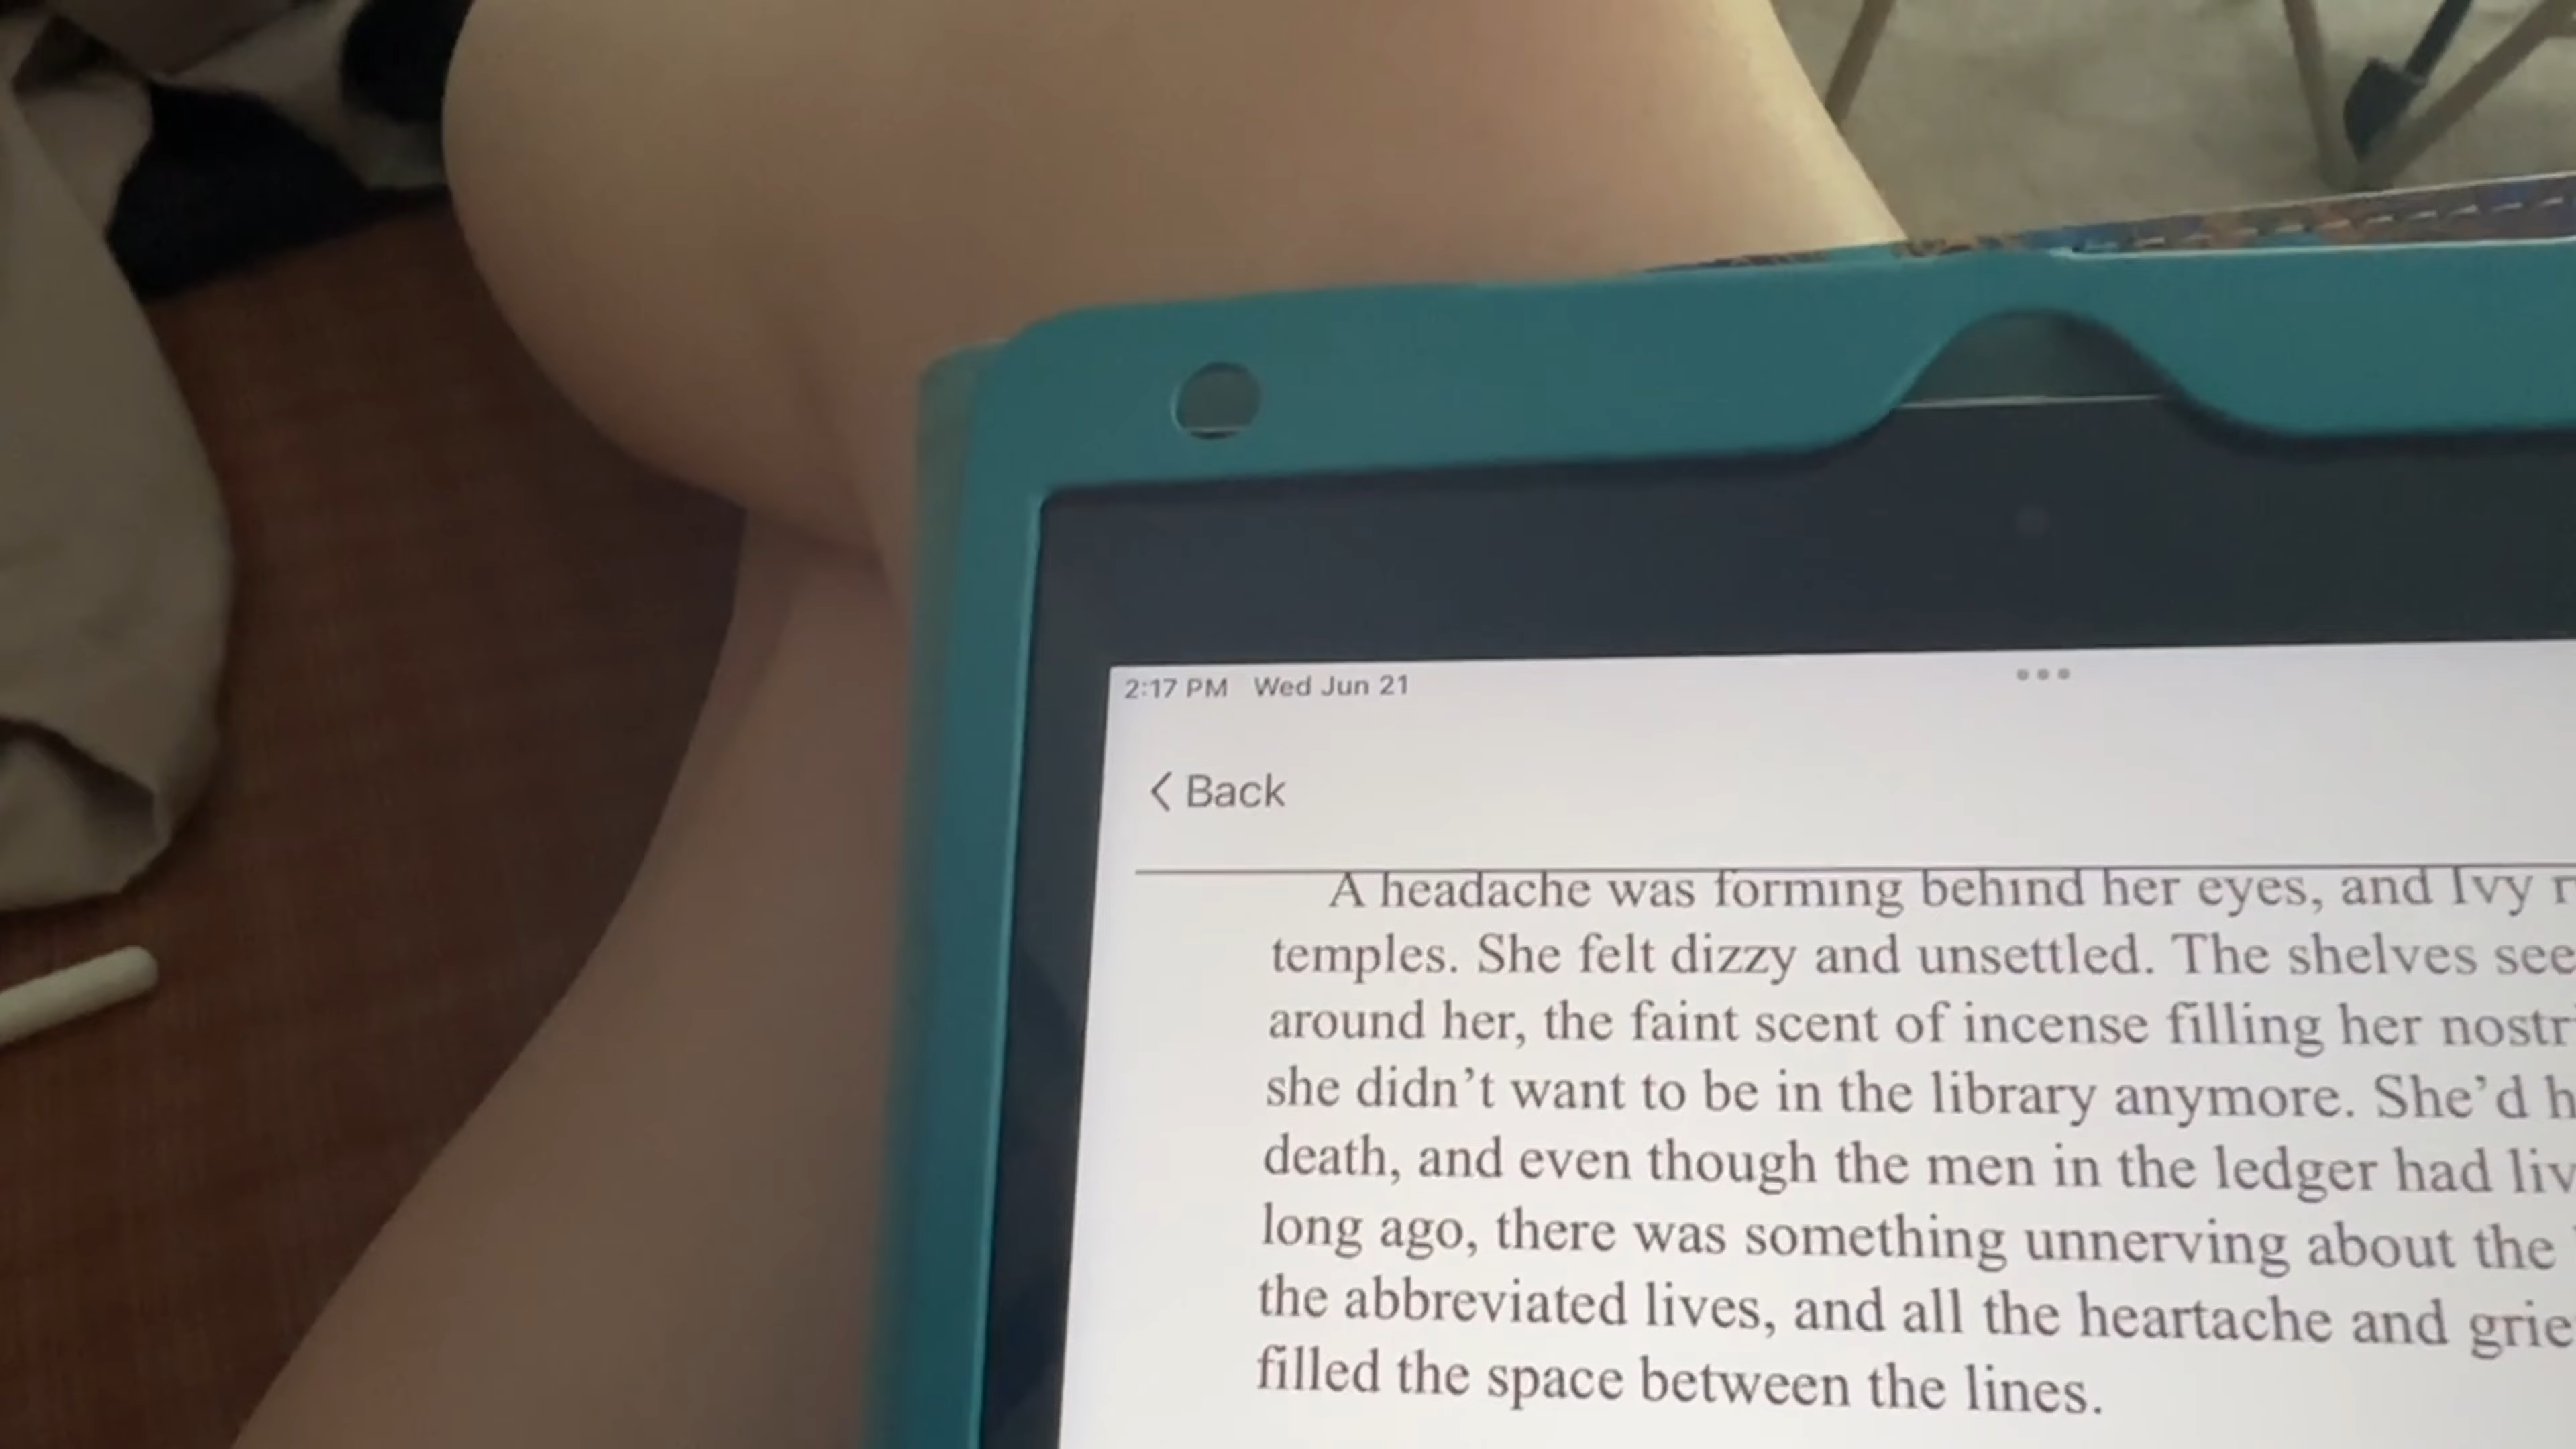 2:17 PM Wed Jun 21
< Back
A headache was forming behind her eyes, and Ivy
temples. She felt dizzy and unsettled. The shelves
around her, the faint scent of incense filling her
she didn’t want to be in the library anymore. She’d
death, and even though the men in the ledger had
long ago, there was something unnerving about the
the abbreviated lives, and all the heartache and
filled the space between the lines.